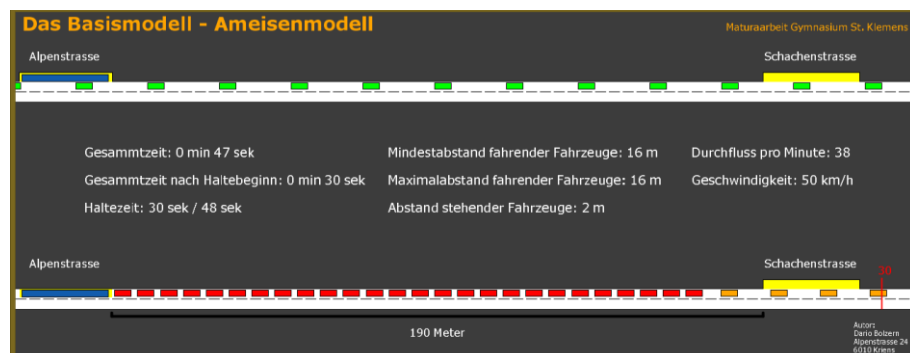 Das Basismodell - Ameisenmodell
Maturaarbeit Gymnasium St. Klemens
Alpenstrasse
Schachenstrasse
Gesammtzeit: 0 min 47 sek
Mindestabstand fahrender Fahrzeuge: 16 m
Durchfluss pro Minute: 38
Gesammtzeit nach Haltebeginn: 0 min 30 sek
Maximalabstand fahrender Fahrzeuge: 16 m
Geschwindigkeit: 50 km/h
Haltezeit: 30 sek / 48 sek
Abstand stehender Fahrzeuge: 2 m
Alpenstrasse
Schachenstrasse
30
190 Meter
Autor:
Dario Bolzern
Alpenstrasse 24
6010 Kriens